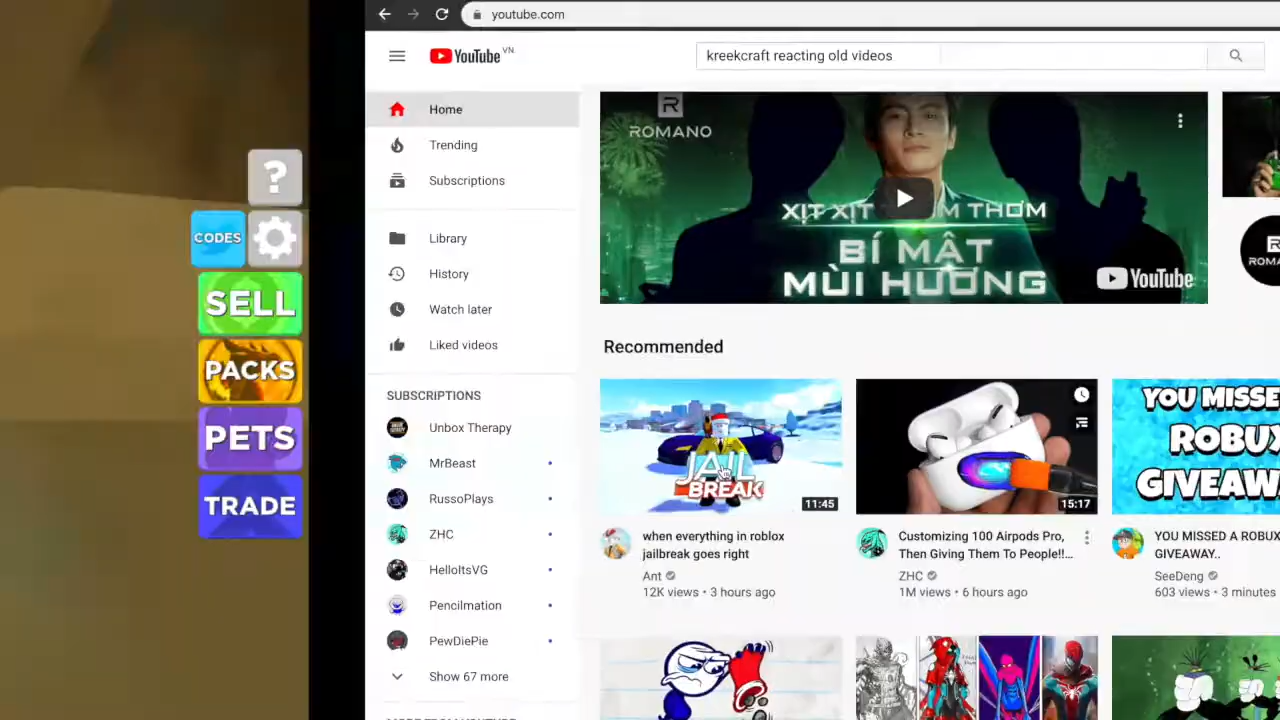 ?
CODES
SELL
PACKS
PETS
TRADE
youtube.com
YouTube VN
kreekcraft reacting old videos
Home
Trending
Subscriptions
Library
History
Watch later
Liked videos
SUBSCRIPTIONS
Unbox Therapy
MrBeast
RussoPlays
ZHC
HelloItsVG
Pencilmation
PewDiePie
Show 67 more
R
ROMANO
XỊT XỊT THƠM
BÍ MẬT
MÙI HƯƠNG
YouTube
Recommended
JAIL
BREAK
11:45
when everything in roblox
jailbreak goes right
Ant
12K views • 3 hours ago
15:17
Customizing 100 Airpods Pro,
Then Giving Them To People!!...
ZHC
1M views • 6 hours ago
YOU MISSE
ROBUX
GIVEAW
YOU MISSED A ROBUX
GIVEAWAY..
SeeDeng
603 views • 3 minutes